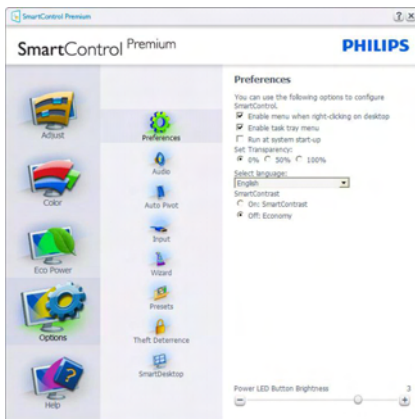 SmartControl Premium
SmartControl Premium
PHILIPS
Adjust
Color
Eco Power
Options
Help
Preferences
Audio
Auto Pivot
Input
Wizard
Presets
Theft Deterrence
SmartDesktop
Preferences
You can use the following options to configure
SmartControl.
Enable menu when right-clicking on desktop
Enable task tray menu
Run at system start-up
Set Transparency:
0% 50% 100%
Select language:
English
SmartContrast
On: SmartContrast
Off: Economy
Power LED Button Brightness 3